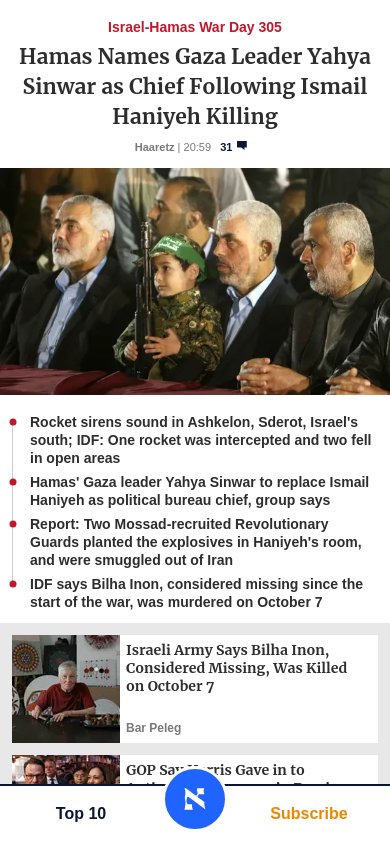 Israel-Hamas War Day 305
Hamas Names Gaza Leader Yahya
Sinwar as Chief Following Ismail
Haniyeh Killing
Haaretz | 20:59 31
Rocket sirens sound in Ashkelon, Sderot, Israel's
south; IDF: One rocket was intercepted and two fell
in open areas
Hamas' Gaza leader Yahya Sinwar to replace Ismail
Haniyeh as political bureau chief, group says
Report: Two Mossad-recruited Revolutionary
Guards planted the explosives in Haniyeh's room,
and were smuggled out of Iran
IDF says Bilha Inon, considered missing since the
start of the war, was murdered on October 7
Israeli Army Says Bilha Inon,
Considered Missing, Was Killed
on October 7
Bar Peleg
GOP Say Harris Gave in to
Top 10
Subscribe